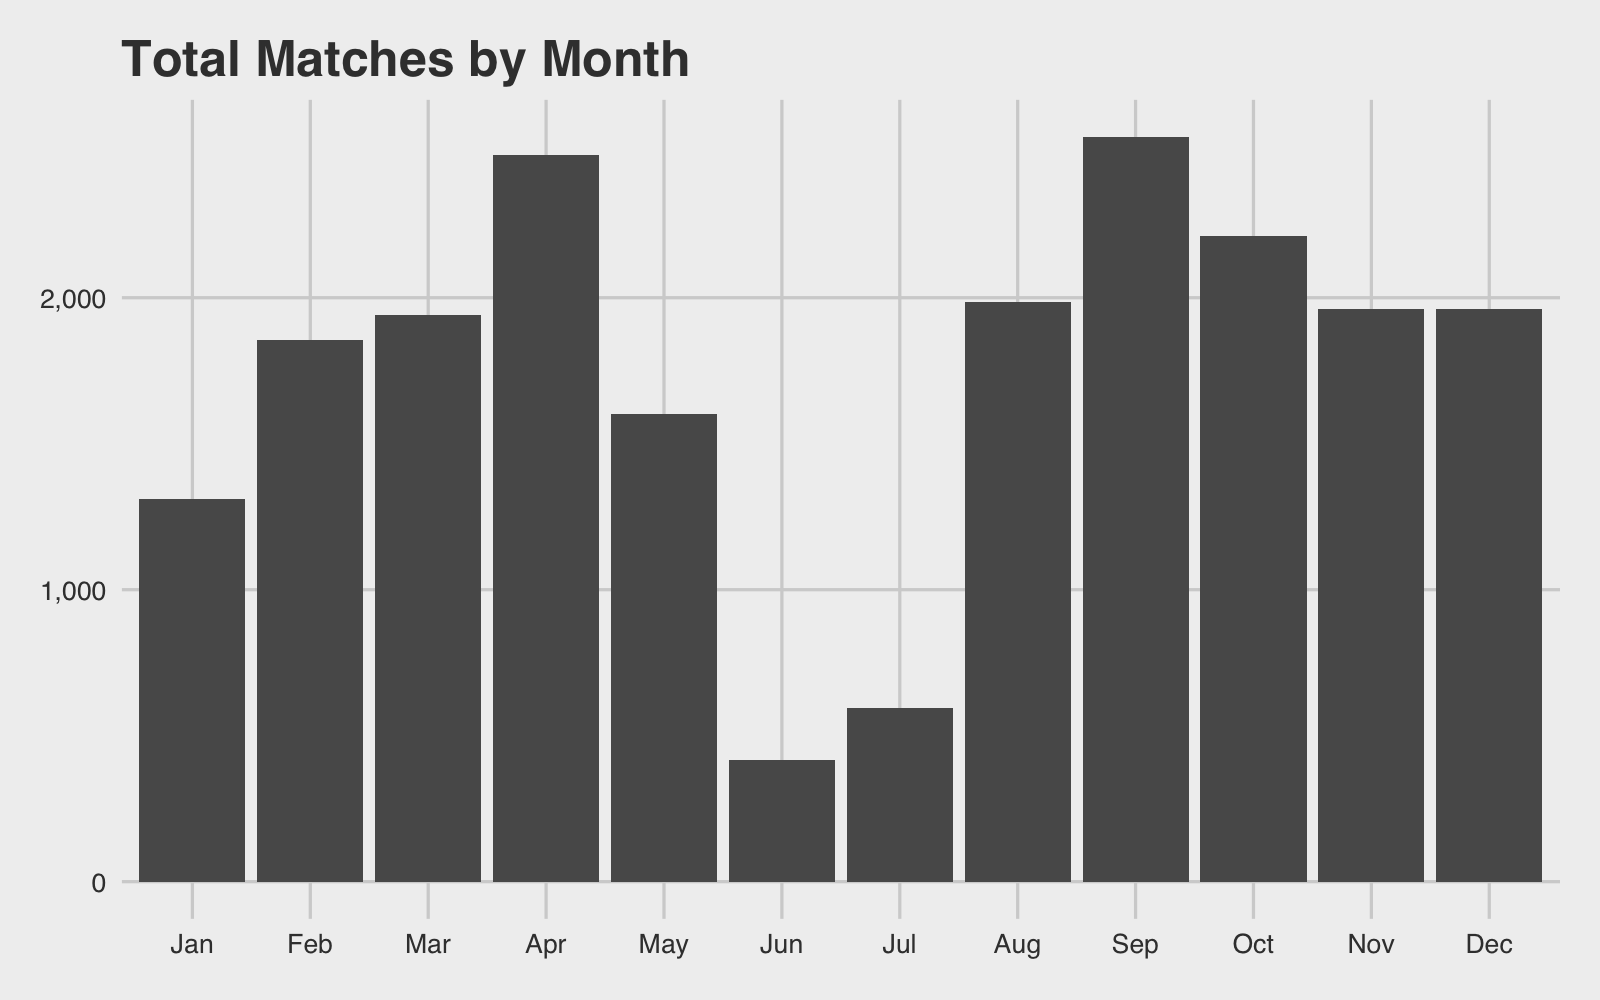 Total Matches by Month
2,000
1,000
0
Jan Feb Mar Apr May Jun Jul Aug Sep Oct Nov Dec